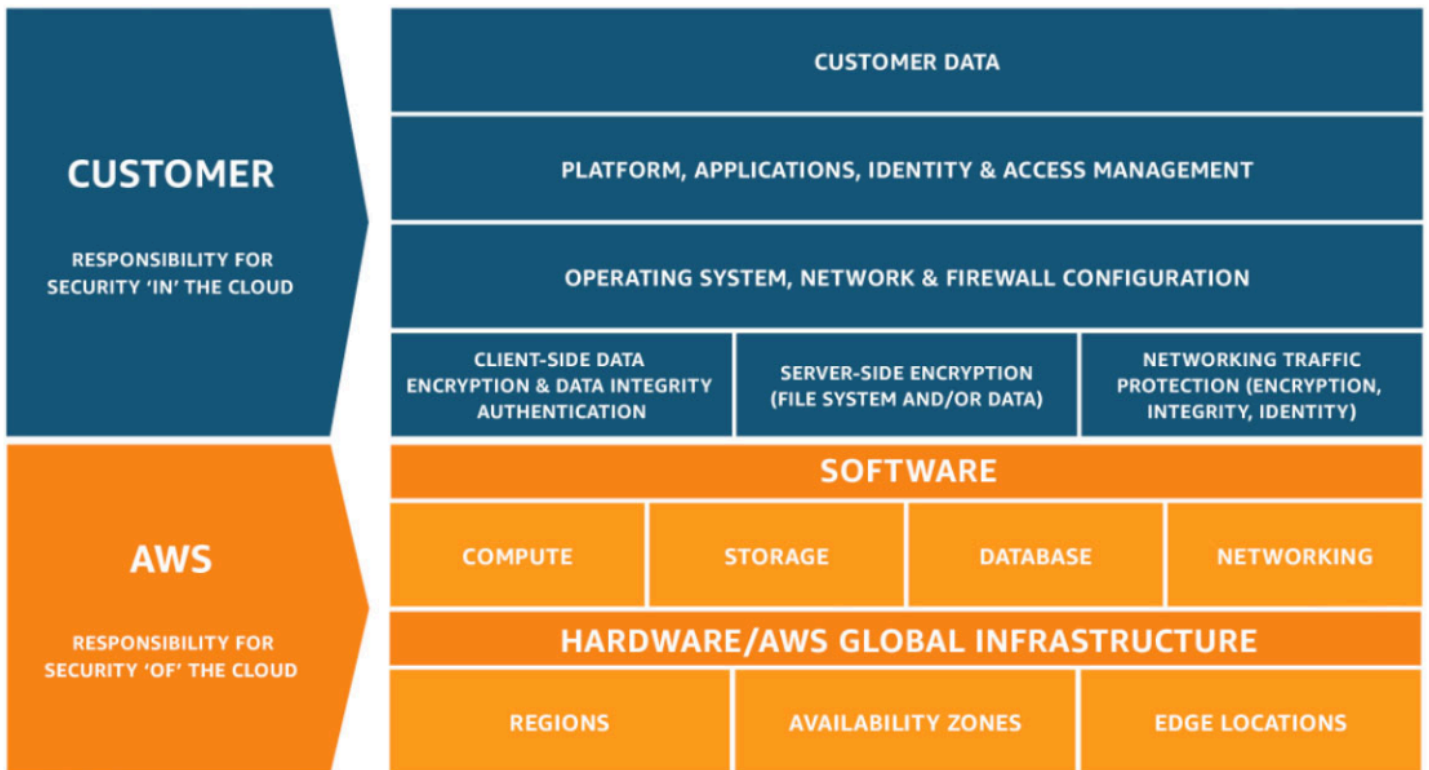 CUSTOMER
RESPONSIBILITY FOR
SECURITY ‘IN’ THE CLOUD
CUSTOMER DATA
PLATFORM, APPLICATIONS, IDENTITY & ACCESS MANAGEMENT
OPERATING SYSTEM, NETWORK & FIREWALL CONFIGURATION
CLIENT-SIDE DATA
ENCRYPTION & DATA INTEGRITY
AUTHENTICATION
SERVER-SIDE ENCRYPTION
(FILE SYSTEM AND/OR DATA)
NETWORKING TRAFFIC
PROTECTION (ENCRYPTION,
INTEGRITY, IDENTITY)
AWS
RESPONSIBILITY FOR
SECURITY ‘OF’ THE CLOUD
SOFTWARE
COMPUTE
STORAGE
DATABASE
NETWORKING
HARDWARE/AWS GLOBAL INFRASTRUCTURE
REGIONS
AVAILABILITY ZONES
EDGE LOCATIONS